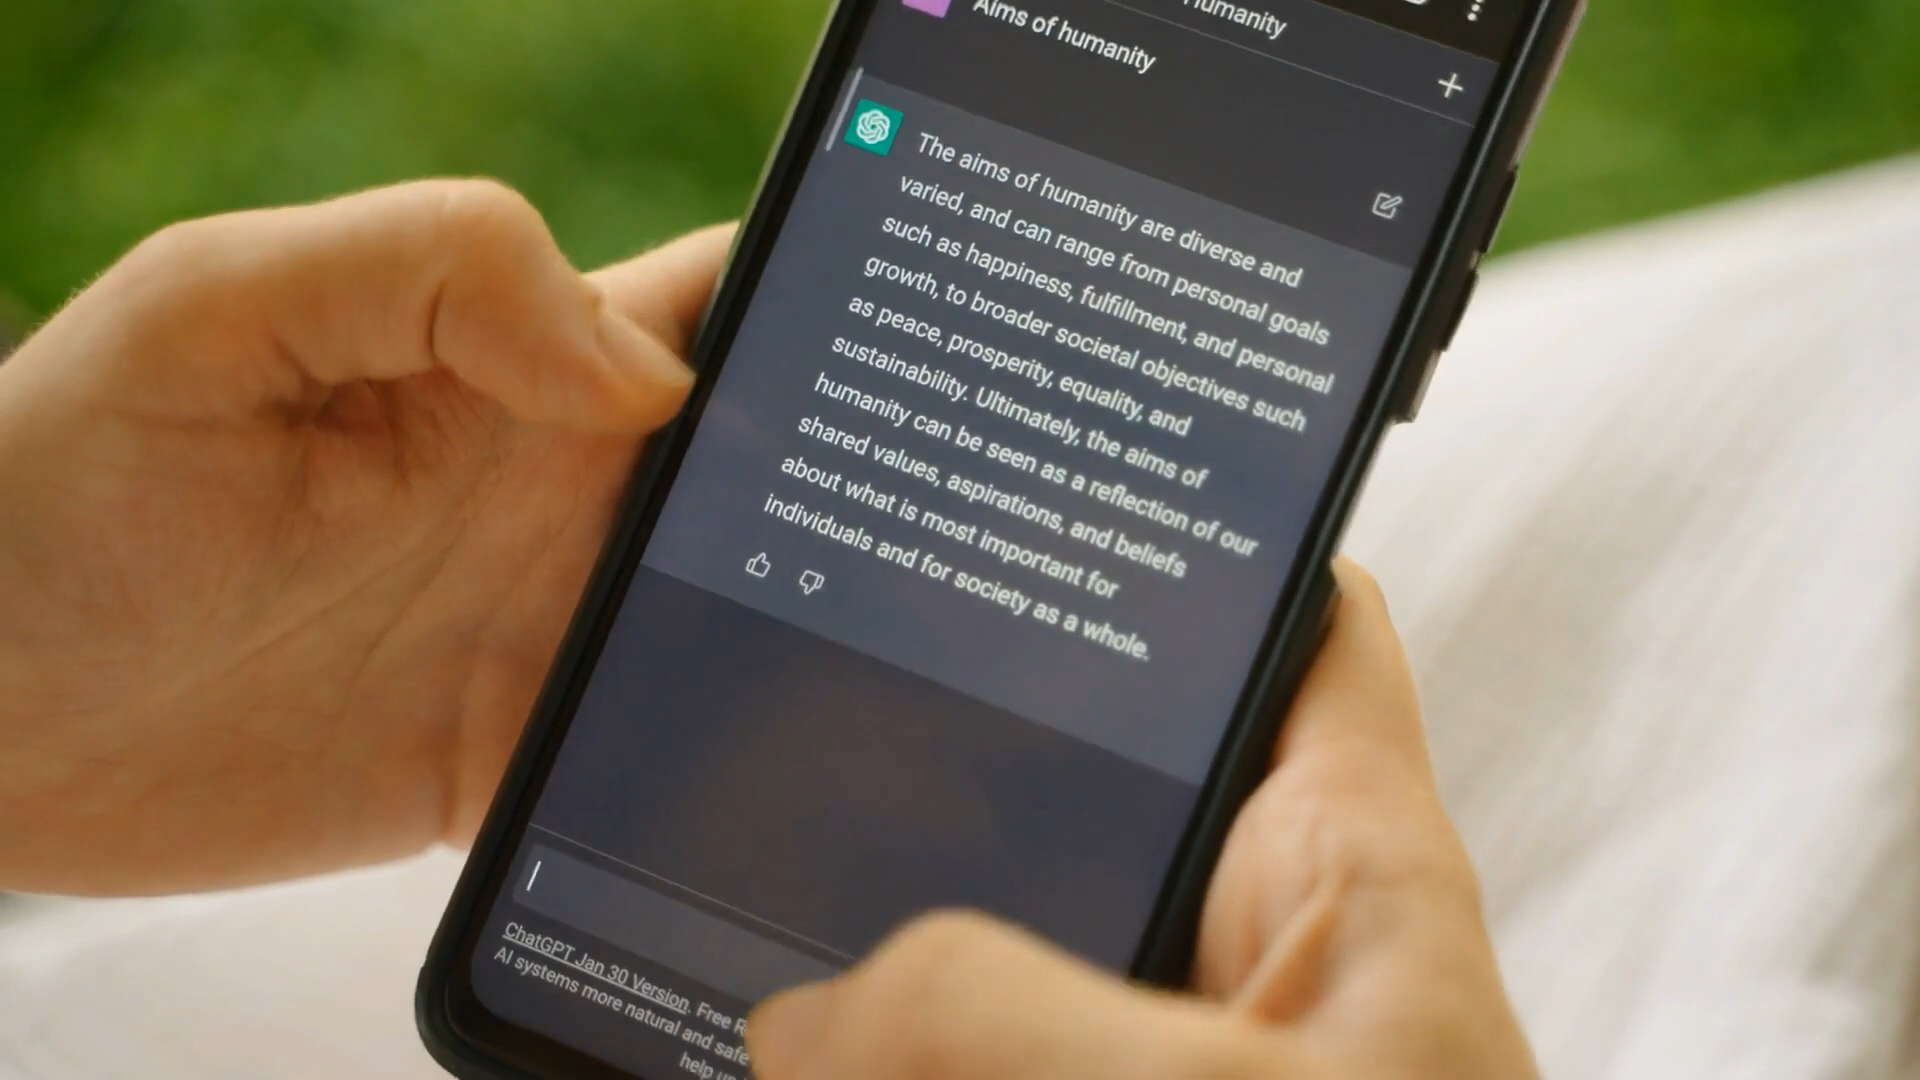 Humanity
Aims of humanity
The aims of humanity are diverse and
varied, and can range from personal goals
such as happiness, fulfillment, and personal
growth, to broader societal objectives such
as peace, prosperity, equality, and
sustainability. Ultimately, the aims of
humanity can be seen as a reflection of our
shared values, aspirations, and beliefs
about what is most important for
individuals and for society as a whole.
ChatGPT Jan 30 Version. Free
AI systems more natural and safe
help